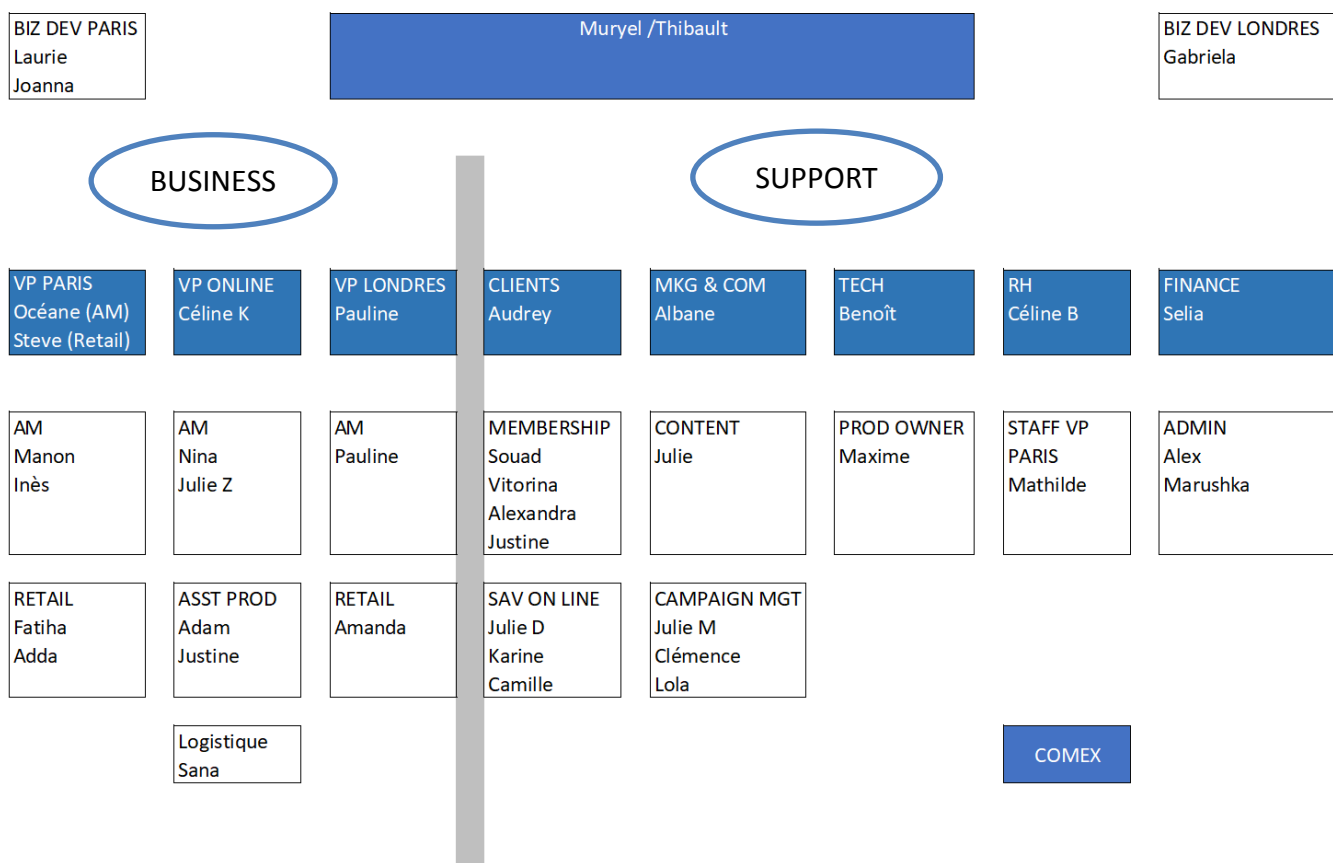 BIZ DEV PARIS
Laurie
Joanna
Muryel /Thibault
BIZ DEV LONDRES
Gabriela
BUSINESS
SUPPORT
VP PARIS
Océane (AM)
Steve (Retail)
VP ONLINE
Céline K
VP LONDRES
Pauline
CLIENTS
Audrey
MKG & COM
Albane
TECH
Benoît
RH
Céline B
FINANCE
Selia
AM
Manon
Inès
AM
Nina
Julie Z
AM
Pauline
MEMBERSHIP
Souad
Vitorina
Alexandra
Justine
CONTENT
Julie
PROD OWNER
Maxime
STAFF VP
PARIS
Mathilde
ADMIN
Alex
Marushka
RETAIL
Fatiha
Adda
ASST PROD
Adam
Justine
RETAIL
Amanda
SAV ON LINE
Julie D
Karine
Camille
CAMPAIGN MGT
Julie M
Clémence
Lola
Logistique
Sana
COMEX